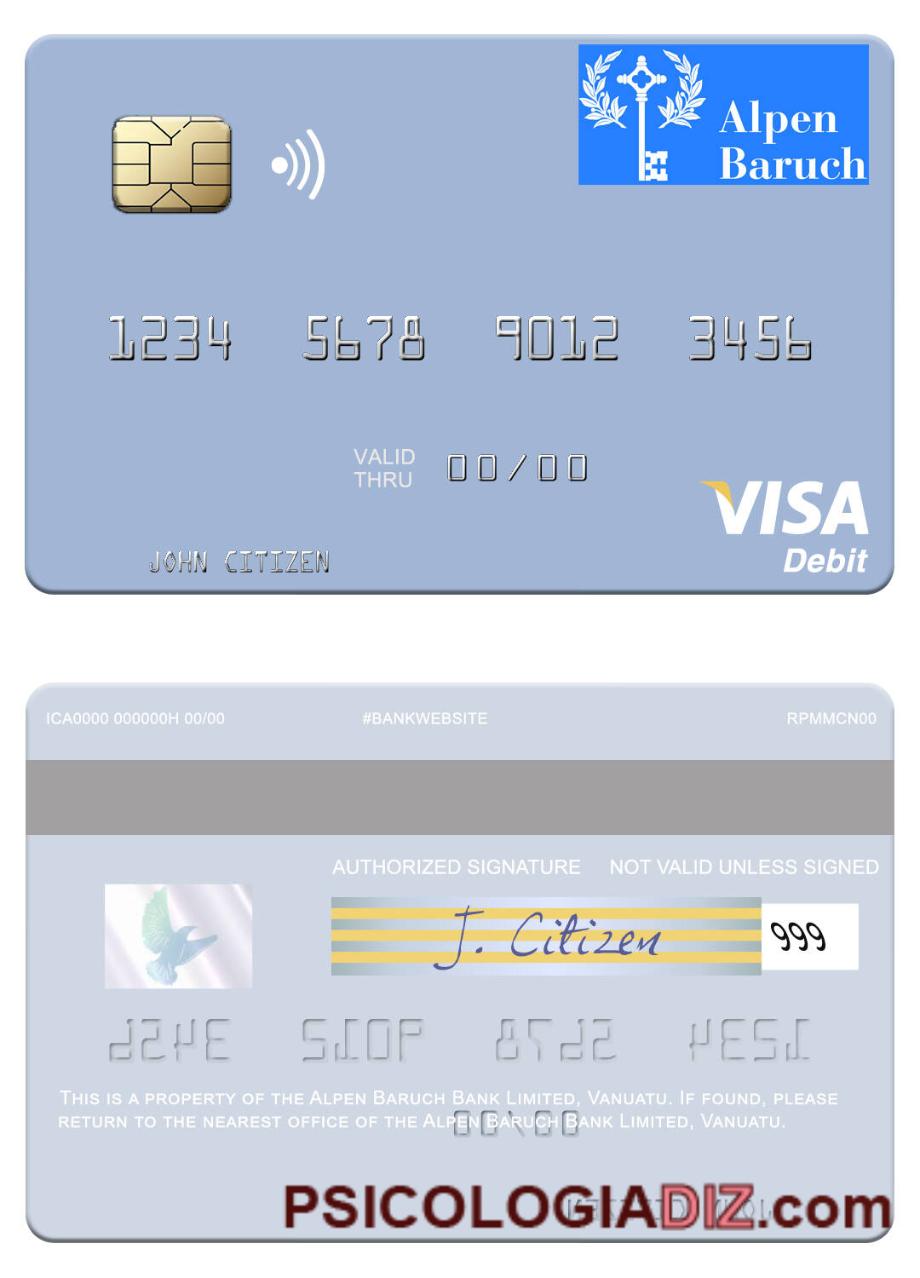 Alpen
Baruch
1234 5678 9012 3456
VALID
THRU
00/00
VISA
Debit
JOHN CITIZEN
ICA0000 000000H 00/00 #BANKWEBSITE RPMMCN00
AUTHORIZED SIGNATURE NOT VALID UNLESS SIGNED
J. Citizen 999
THIS IS A PROPERTY OF THE ALPEN BARUCH BANK LIMITED, VANUATU. IF FOUND, PLEASE
RETURN TO THE NEAREST OFFICE OF THE ALPEN BARUCH BANK LIMITED, VANUATU.
PSICOLOGIADIZ.com